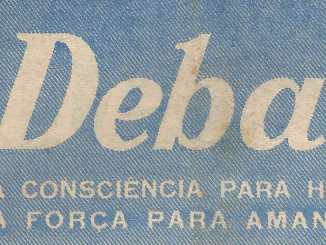 Deba
A CONSCIÊNCIA PARA H
A FORÇA PARA AMAN